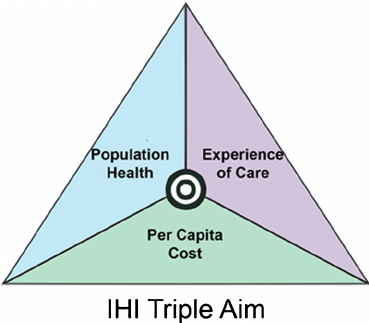 Population
Health
Experience
of Care
Per Capita
Cost
IHI Triple Aim